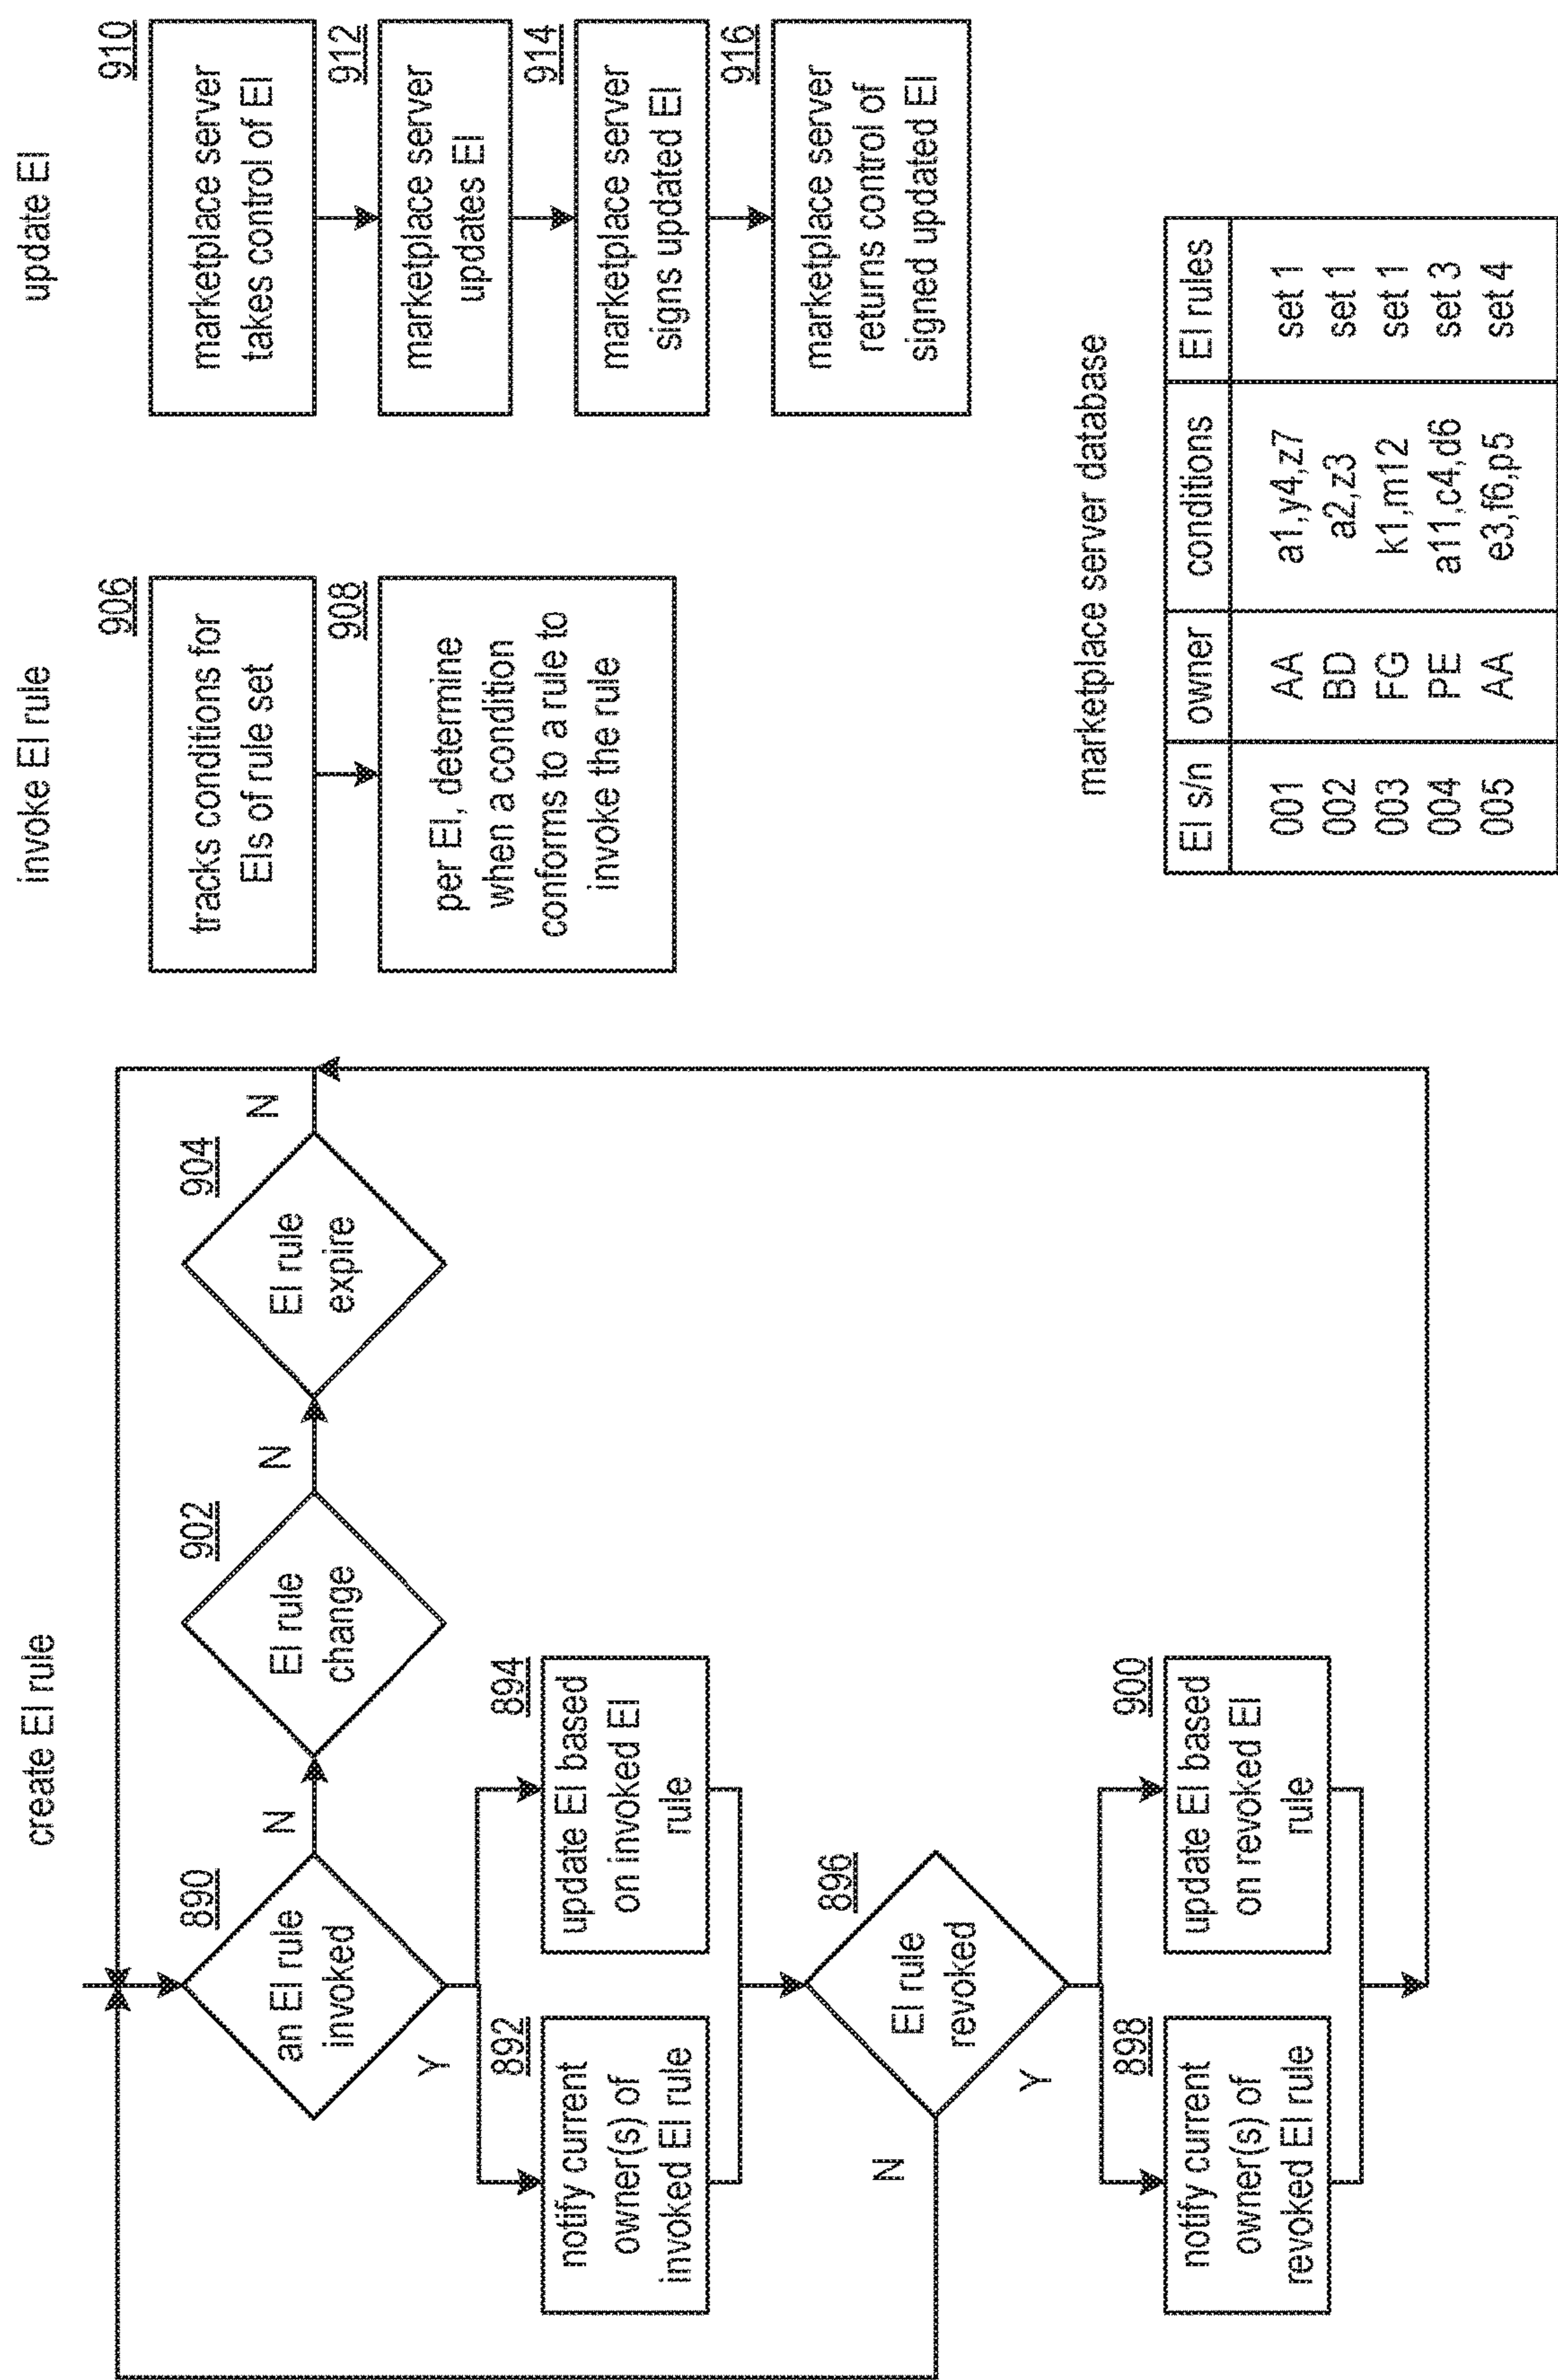 create EI rule
890
an EI rule
invoked
N
Y
902
EI rule
change
N
904
EI rule
expire
N
892
notify current
owner(s) of
invoked EI rule
894
update EI based
on invoked EI
rule
896
EI rule
revoked
N
Y
898
notify current
owner(s) of
revoked EI rule
900
update EI based
on revoked EI
rule
invoke EI rule
906
tracks conditions for
EIs of rule set
908
per EI, determine
when a condition
conforms to a rule to
invoke the rule
update EI
910
marketplace server
takes control of EI
912
marketplace server
updates EI
914
marketplace server
signs updated EI
916
marketplace server
returns control of
signed updated EI
marketplace server database
EI s/n owner conditions EI rules
001 AA a1,y4,z7 set 1
002 BD a2,z3 set 1
003 FG k1,m12 set 1
004 PE a11,c4,d6 set 3
005 AA e3,f6,p5 set 4